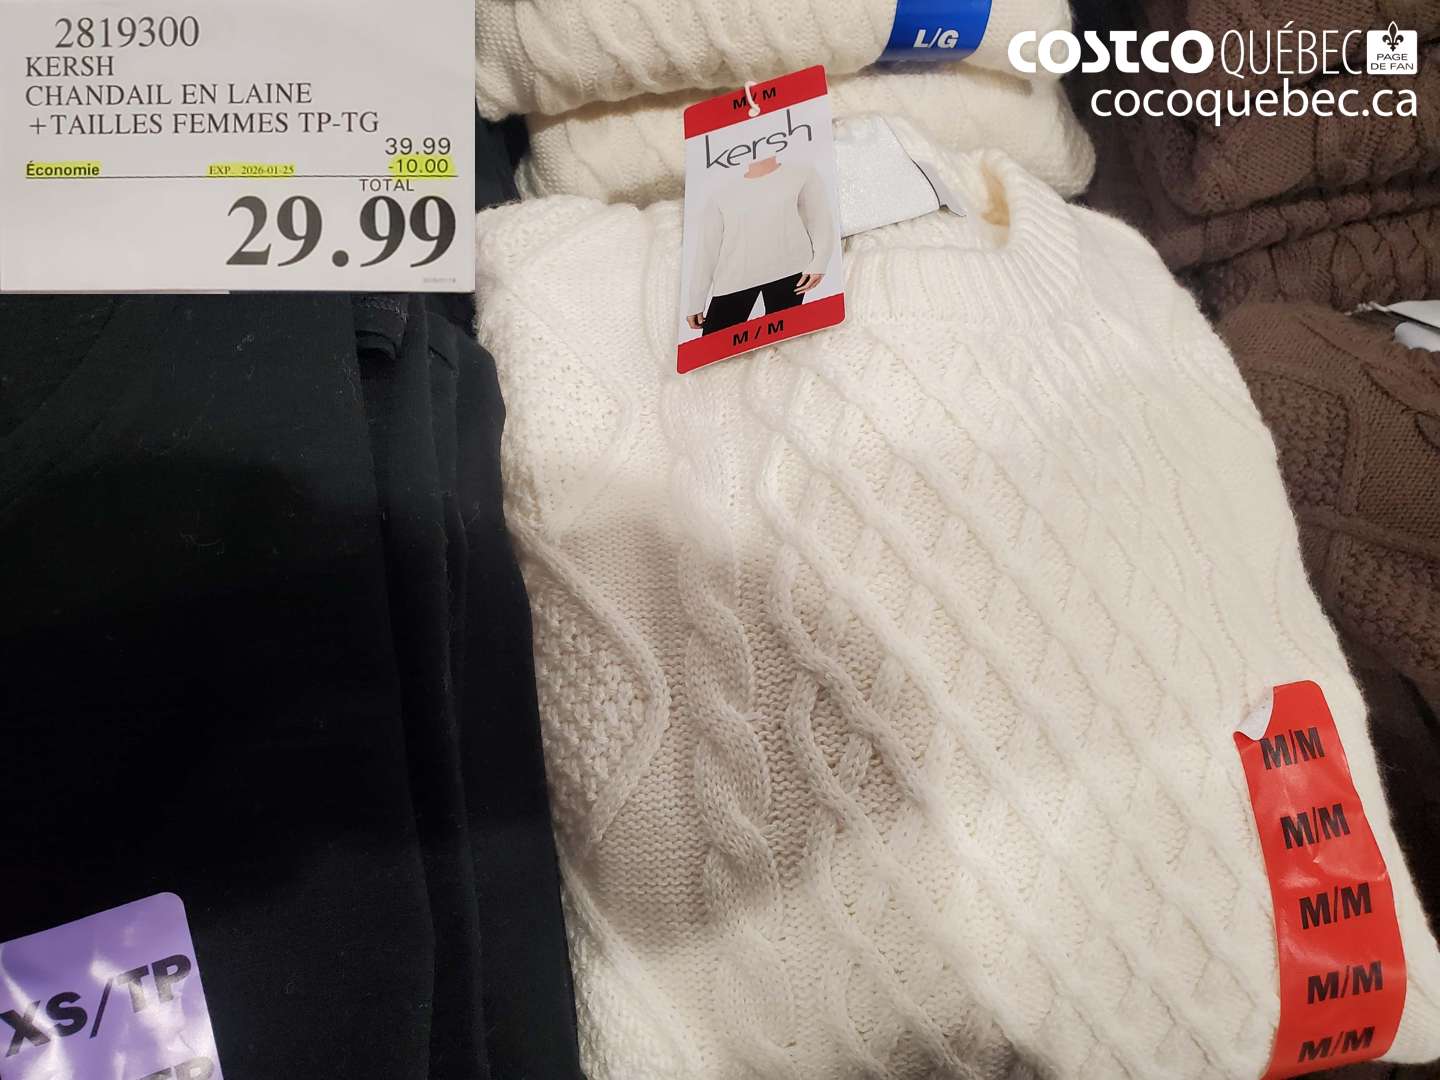 2819300
KERSH
CHANDAIL EN LAINE
+TAILLES FEMMES TP-TG
39.99
Économie EXP. 2026-01-25 -10.00
TOTAL
29.99
L/G
COSTCO QUÉBEC PAGE DE FAN
cocoquebec.ca
M/M
kersh
M / M
M/M
M/M
M/M
M/M
M/M
XS/TP
TP